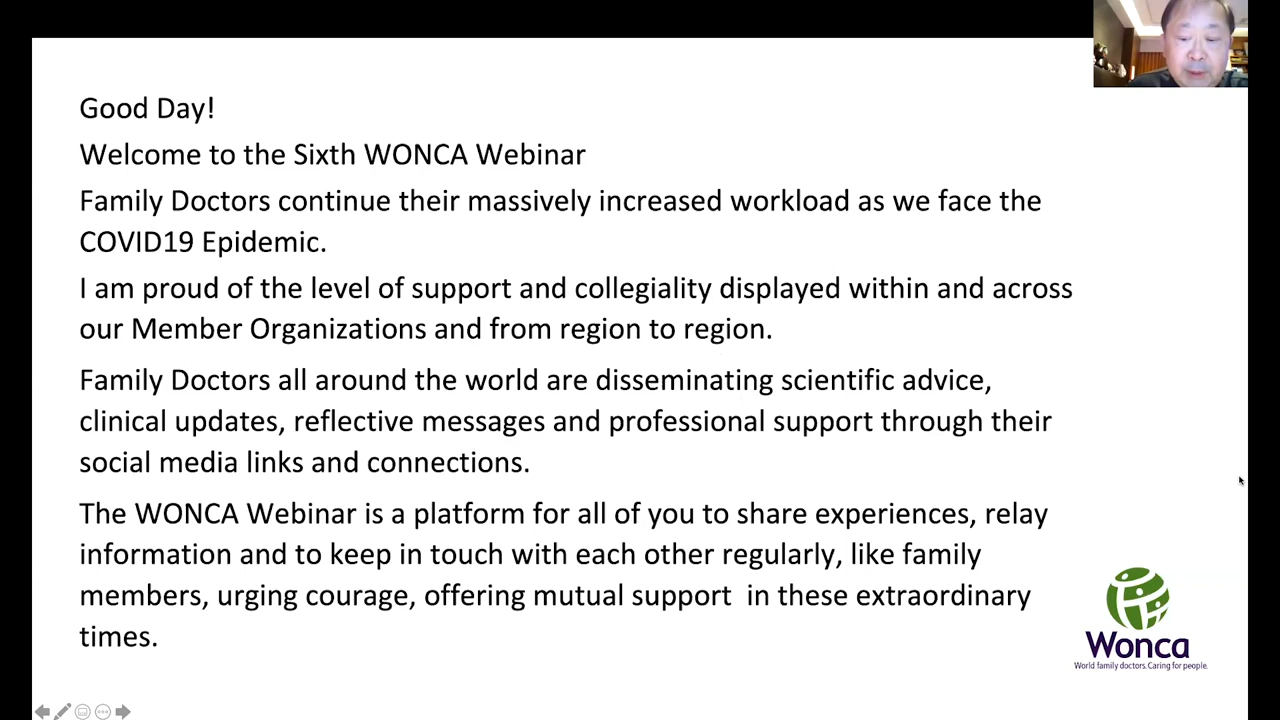 Good Day!
Welcome to the Sixth WONCA Webinar
Family Doctors continue their massively increased workload as we face the
COVID19 Epidemic.
I am proud of the level of support and collegiality displayed within and across
our Member Organizations and from region to region.
Family Doctors all around the world are disseminating scientific advice,
clinical updates, reflective messages and professional support through their
social media links and connections.
The WONCA Webinar is a platform for all of you to share experiences, relay
information and to keep in touch with each other regularly, like family
members, urging courage, offering mutual support  in these extraordinary
times.
Wonca
World family doctors. Caring for people.